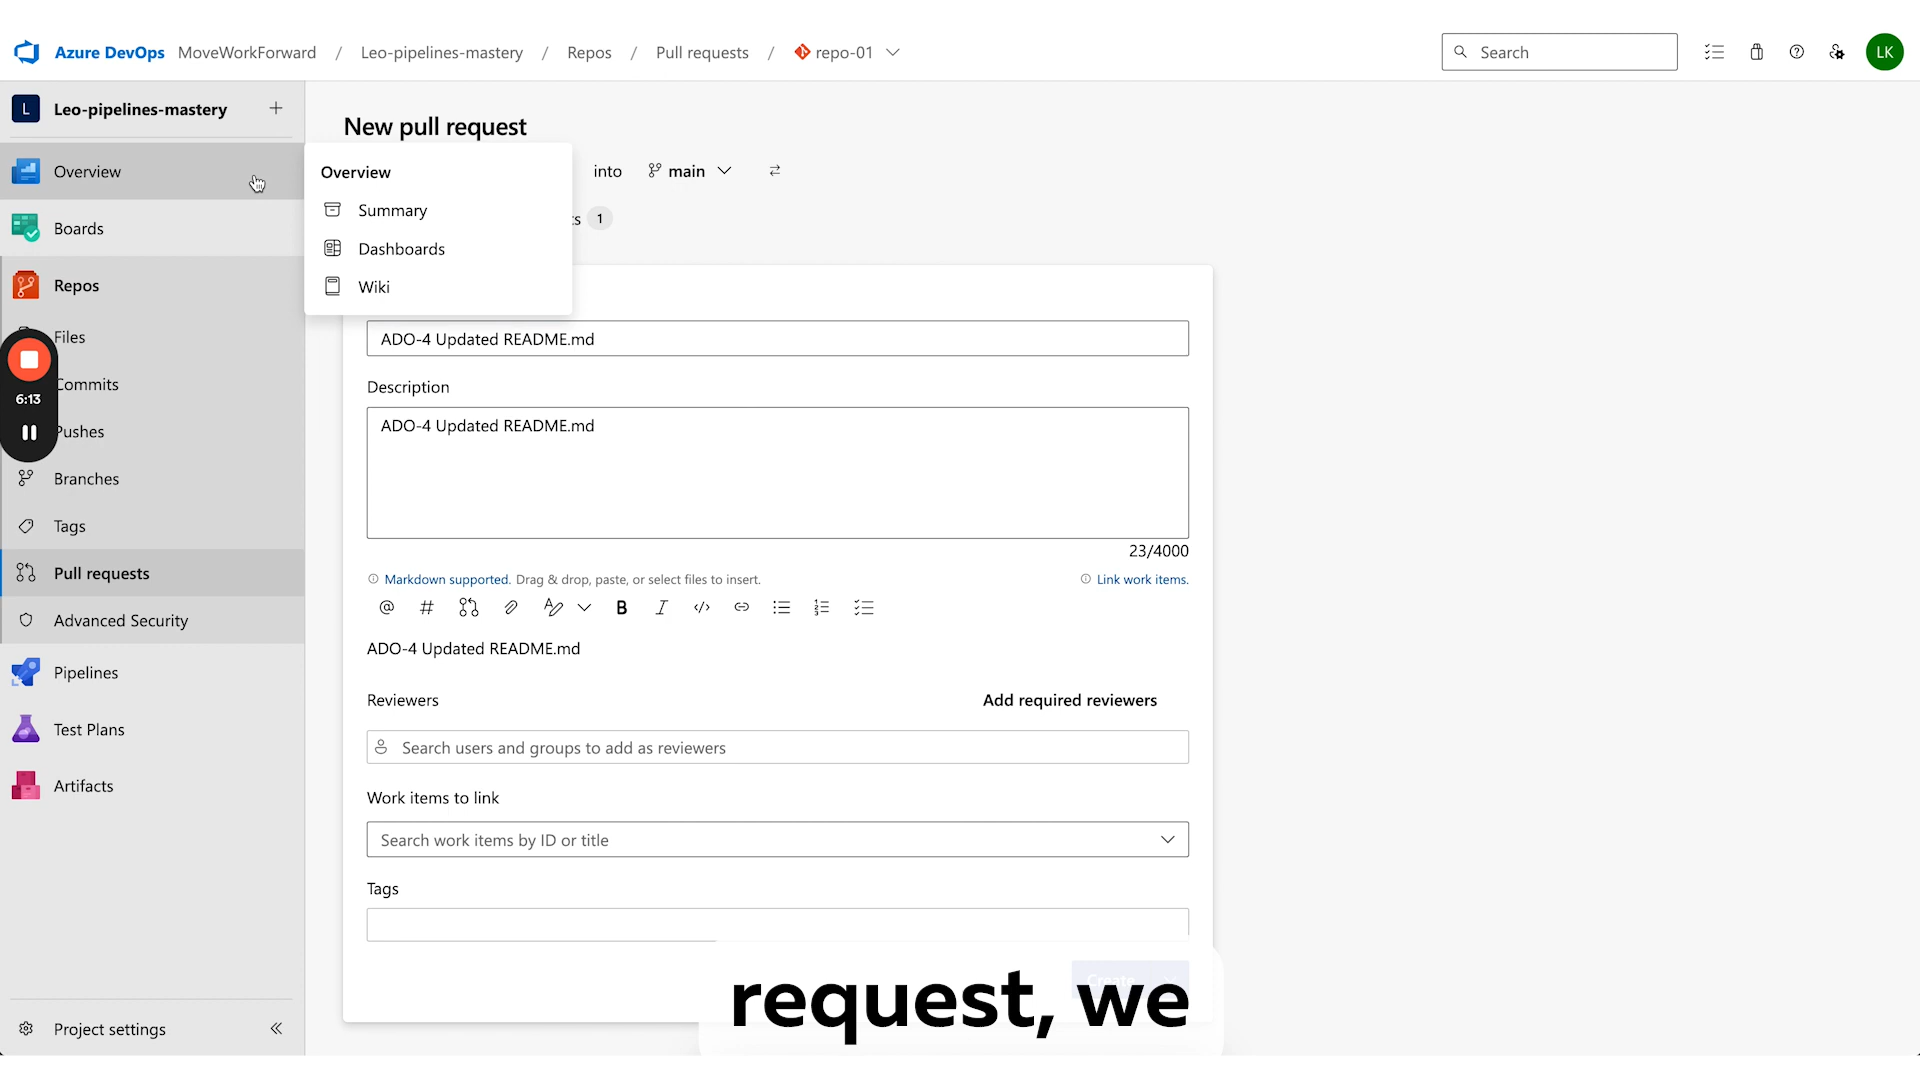 Azure DevOps MoveWorkForward / Leo-pipelines-mastery / Repos / Pull requests / repo-01
Search
LK
L Leo-pipelines-mastery
Overview
Boards
Repos
Files
Commits
Pushes
Branches
Tags
Pull requests
Advanced Security
Pipelines
Test Plans
Artifacts
Project settings
6:13
New pull request
into main
Overview
Summary
Dashboards
Wiki
ts 1
ADO-4 Updated README.md
Description
ADO-4 Updated README.md
23/4000
Markdown supported. Drag & drop, paste, or select files to insert.
Link work items.
ADO-4 Updated README.md
Reviewers
Add required reviewers
Search users and groups to add as reviewers
Work items to link
Search work items by ID or title
Tags
Create
request, we